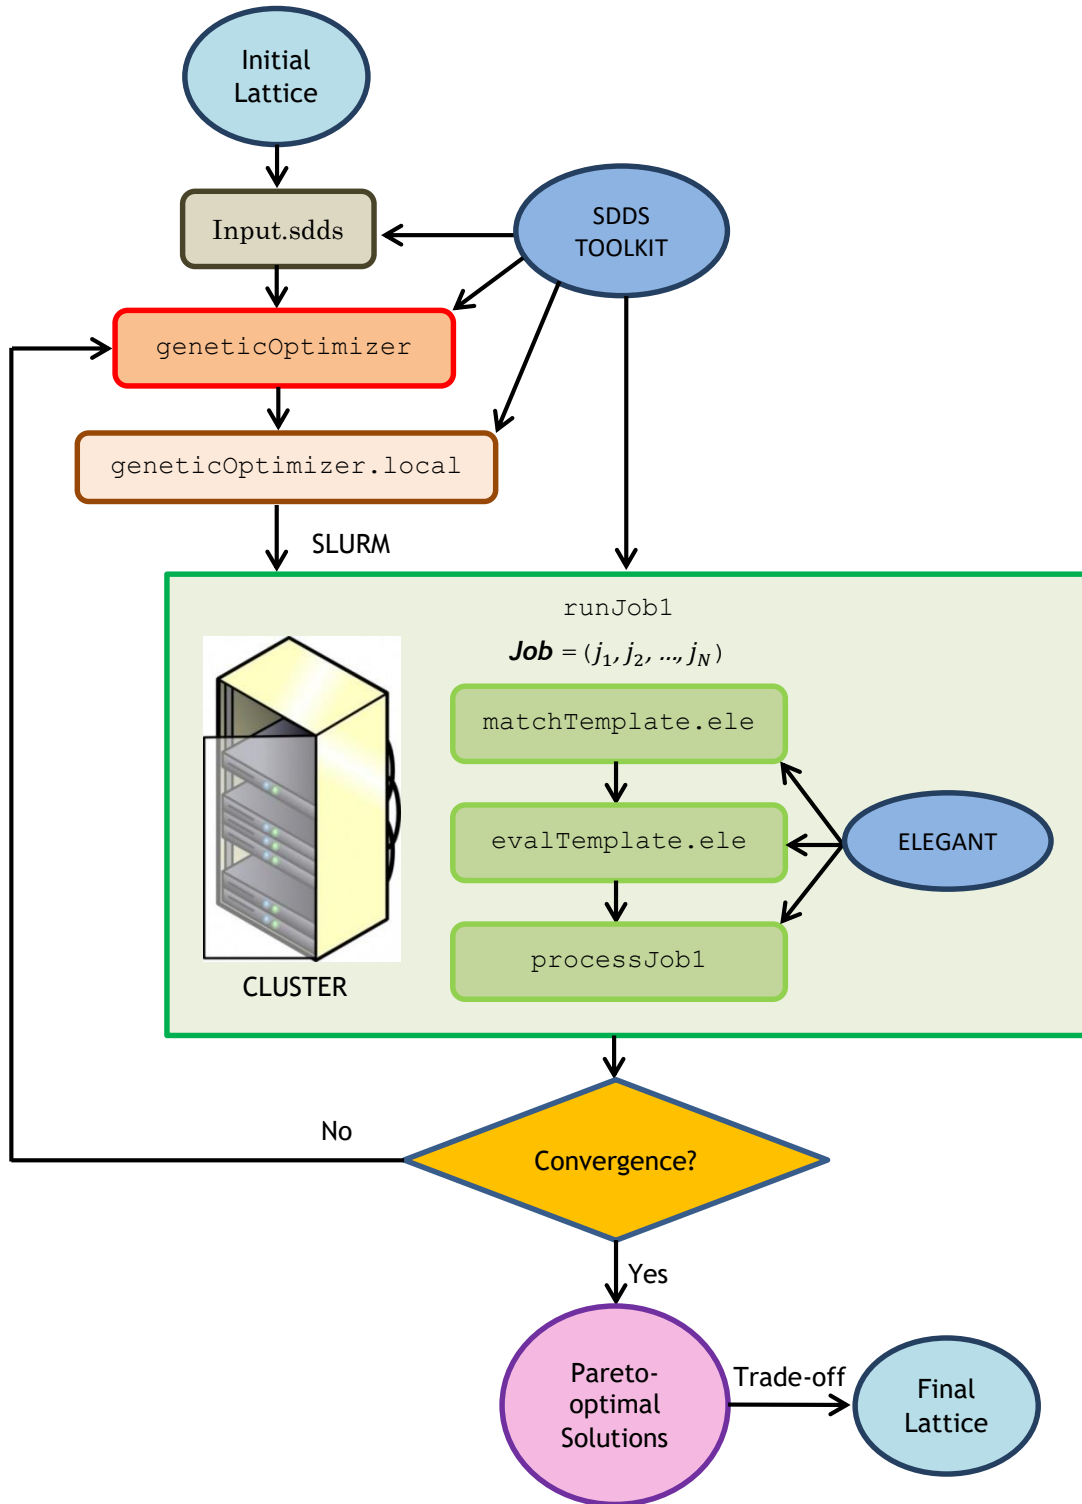 Initial
Lattice
Input.sdds
SDDS
TOOLKIT
geneticOptimizer
geneticOptimizer.local
SLURM
runJob1
Job = (j₁, j₂, ..., j_N)
matchTemplate.ele
evalTemplate.ele
ELEGANT
processJob1
CLUSTER
No
Convergence?
Yes
Pareto-
optimal
Solutions
Trade-off
Final
Lattice